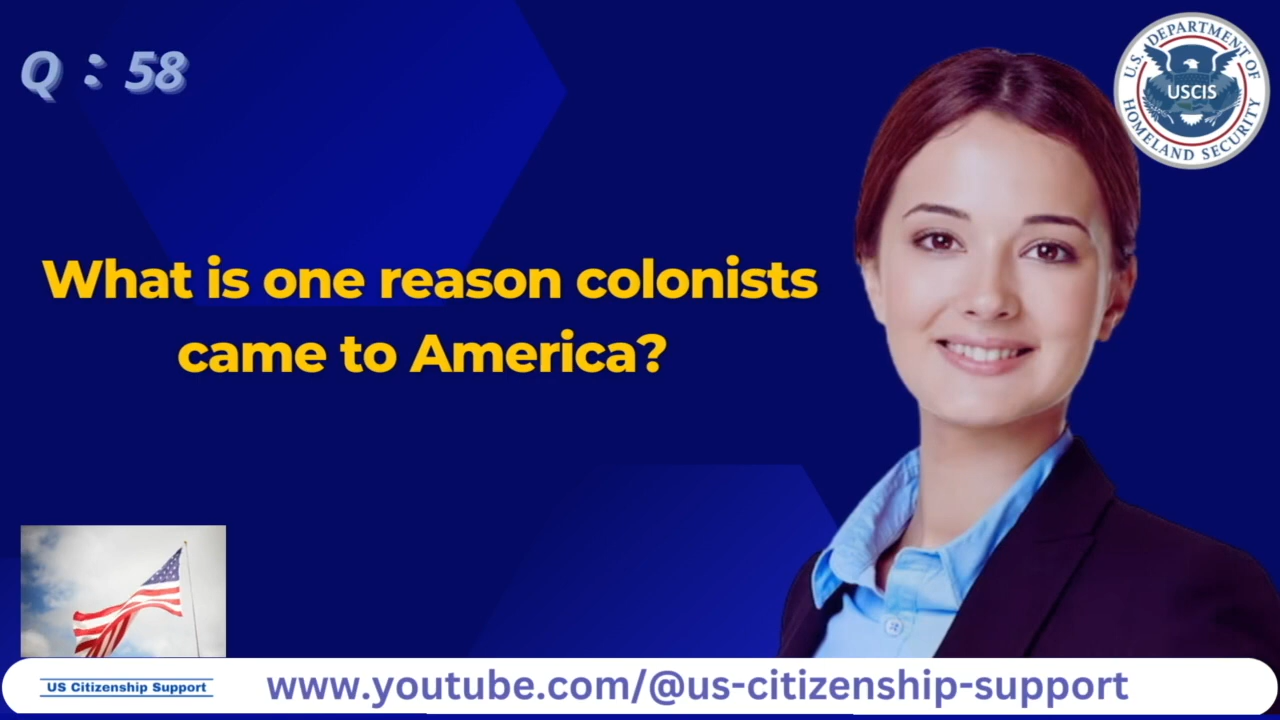 Q : 58
U.S. DEPARTMENT OF HOMELAND SECURITY
USCIS
What is one reason colonists
came to America?
US Citizenship Support
www.youtube.com/@us-citizenship-support